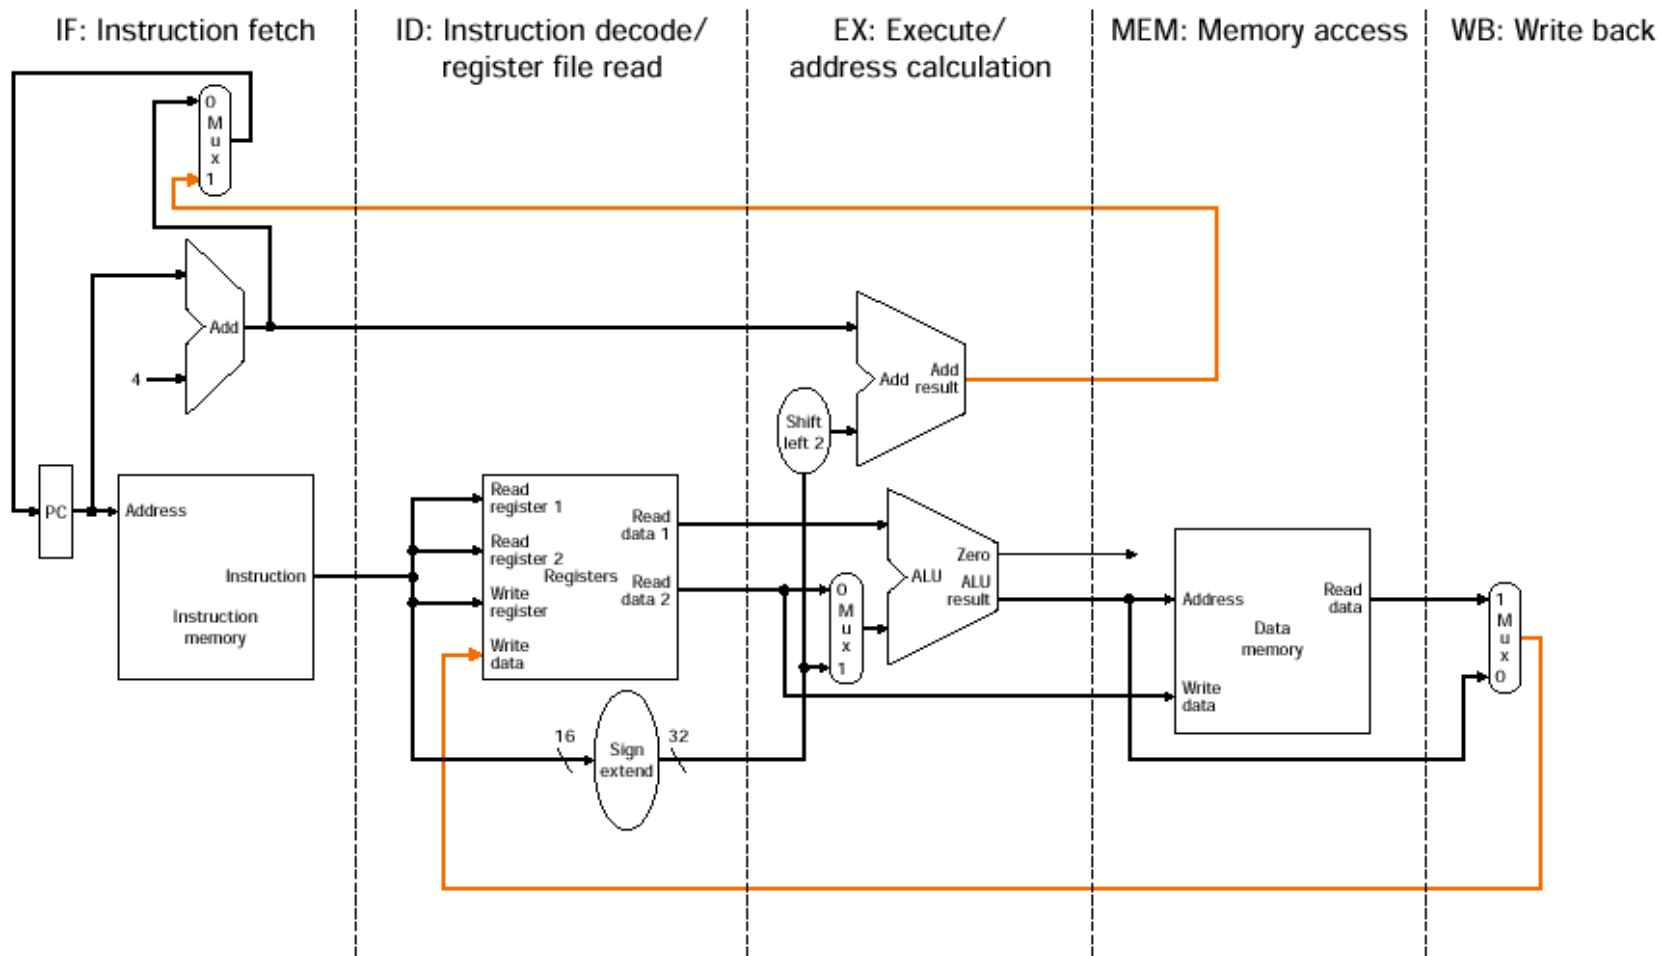 IF: Instruction fetch
ID: Instruction decode/
register file read
EX: Execute/
address calculation
MEM: Memory access
WB: Write back
0
M
u
x
1
Add
4
PC
Address
Instruction
Instruction
memory
Read
register 1
Read
register 2
Write
register
Write
data
Registers
Read
data 1
Read
data 2
16
Sign
extend
32
Shift
left 2
Add
Add
result
0
M
u
x
1
ALU
Zero
ALU
result
Address
Write
data
Data
memory
Read
data
1
M
u
x
0